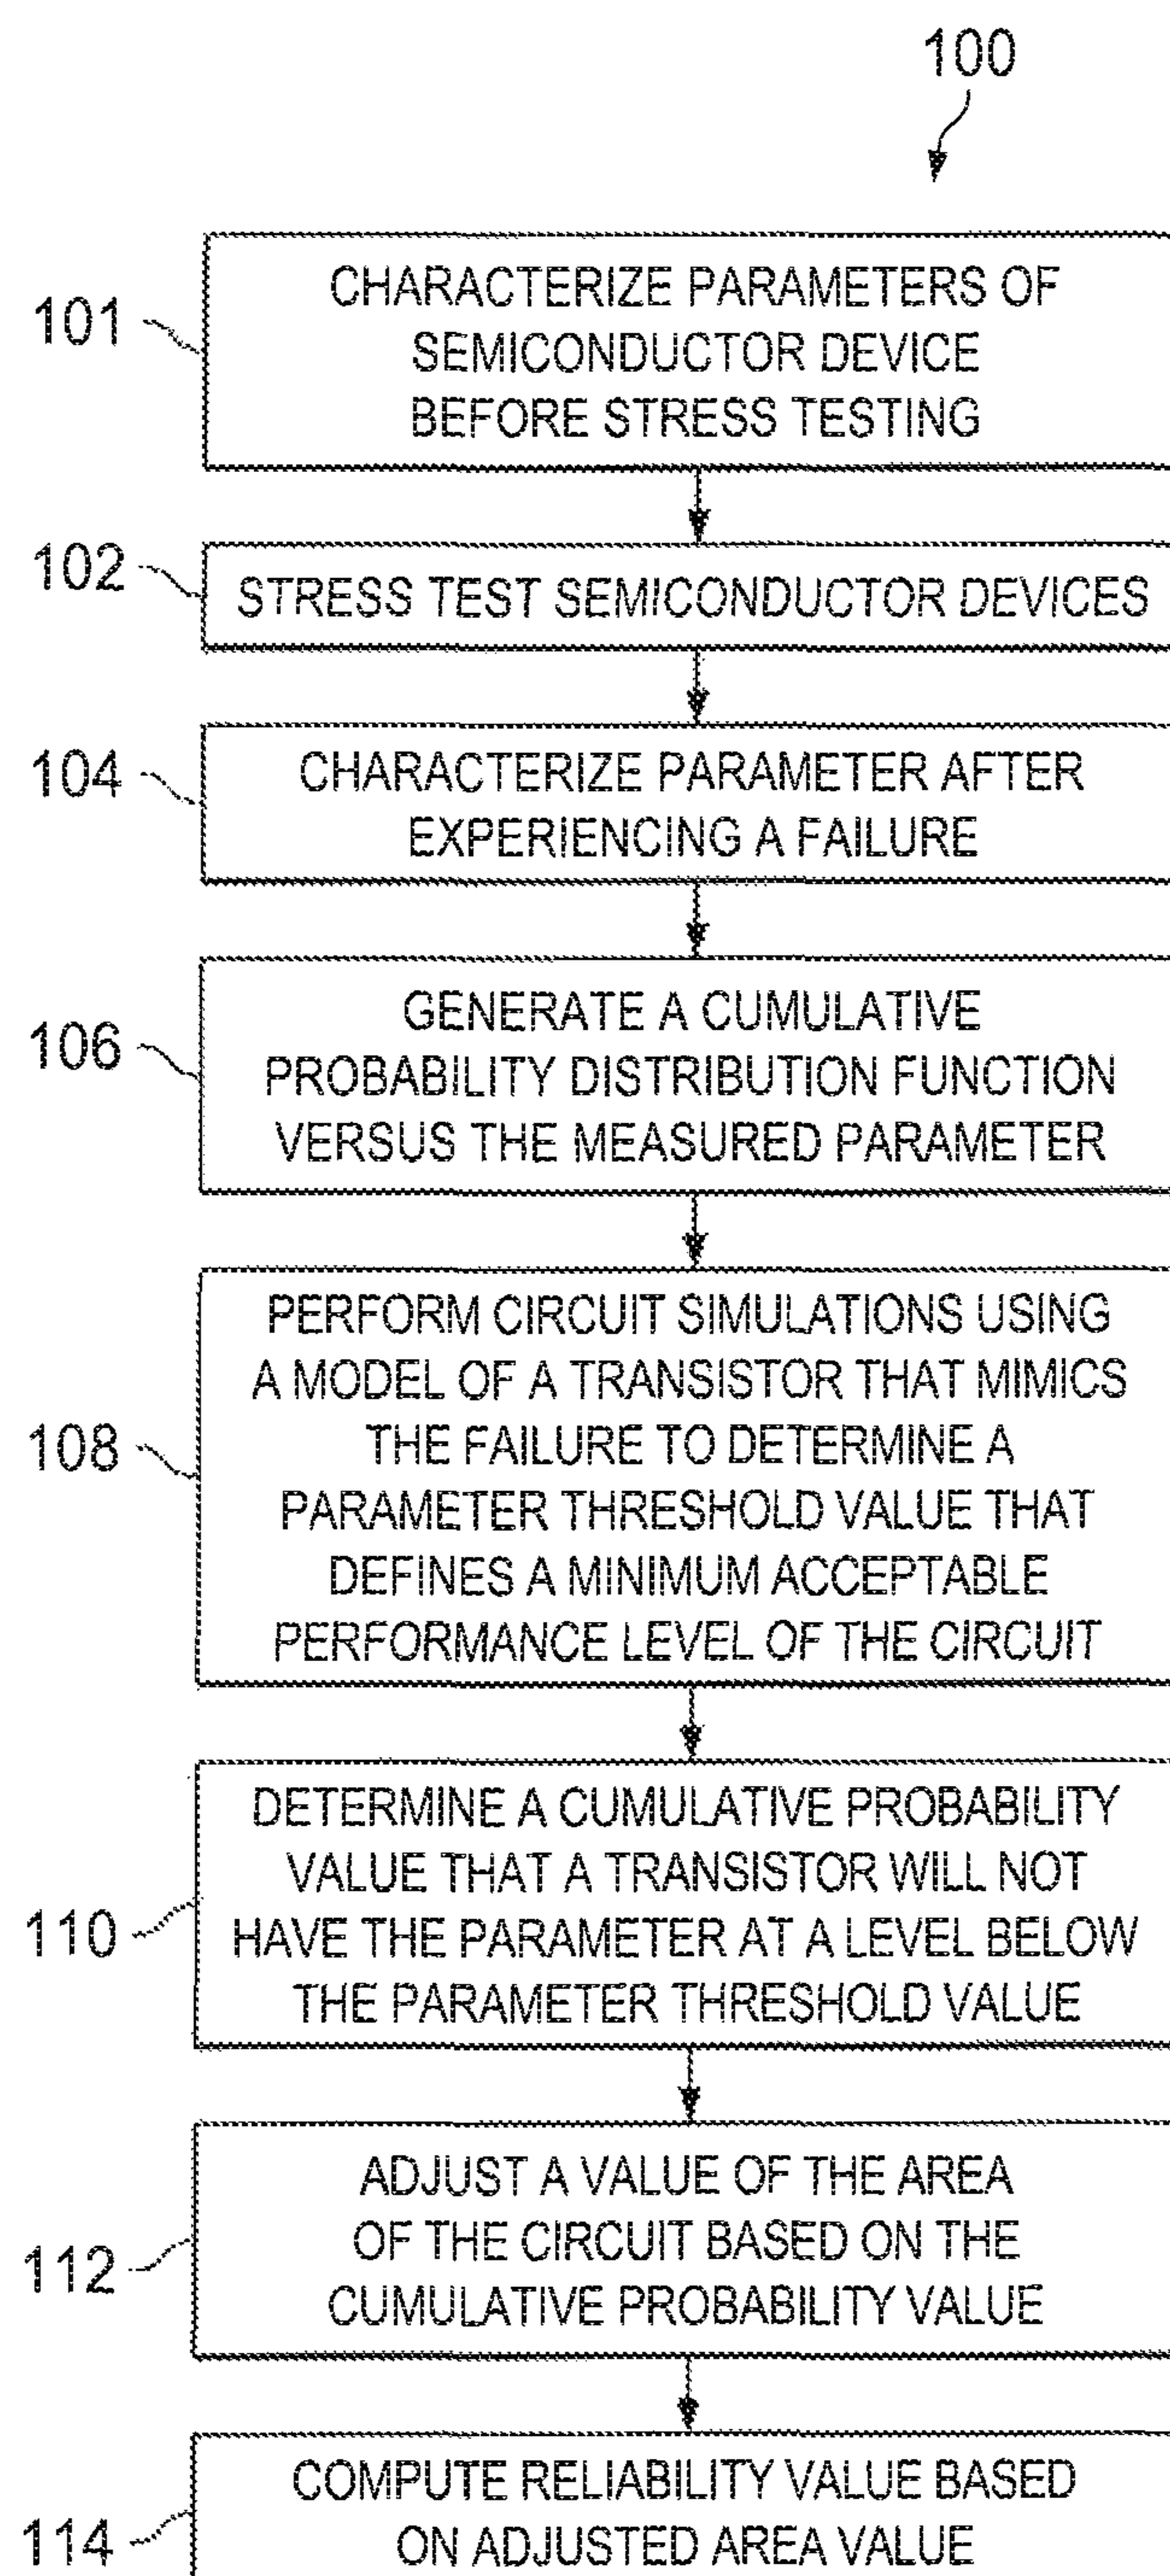 100
101
CHARACTERIZE PARAMETERS OF
SEMICONDUCTOR DEVICE
BEFORE STRESS TESTING
102
STRESS TEST SEMICONDUCTOR DEVICES
104
CHARACTERIZE PARAMETER AFTER
EXPERIENCING A FAILURE
106
GENERATE A CUMULATIVE
PROBABILITY DISTRIBUTION FUNCTION
VERSUS THE MEASURED PARAMETER
108
PERFORM CIRCUIT SIMULATIONS USING
A MODEL OF A TRANSISTOR THAT MIMICS
THE FAILURE TO DETERMINE A
PARAMETER THRESHOLD VALUE THAT
DEFINES A MINIMUM ACCEPTABLE
PERFORMANCE LEVEL OF THE CIRCUIT
110
DETERMINE A CUMULATIVE PROBABILITY
VALUE THAT A TRANSISTOR WILL NOT
HAVE THE PARAMETER AT A LEVEL BELOW
THE PARAMETER THRESHOLD VALUE
112
ADJUST A VALUE OF THE AREA
OF THE CIRCUIT BASED ON THE
CUMULATIVE PROBABILITY VALUE
114
COMPUTE RELIABILITY VALUE BASED
ON ADJUSTED AREA VALUE